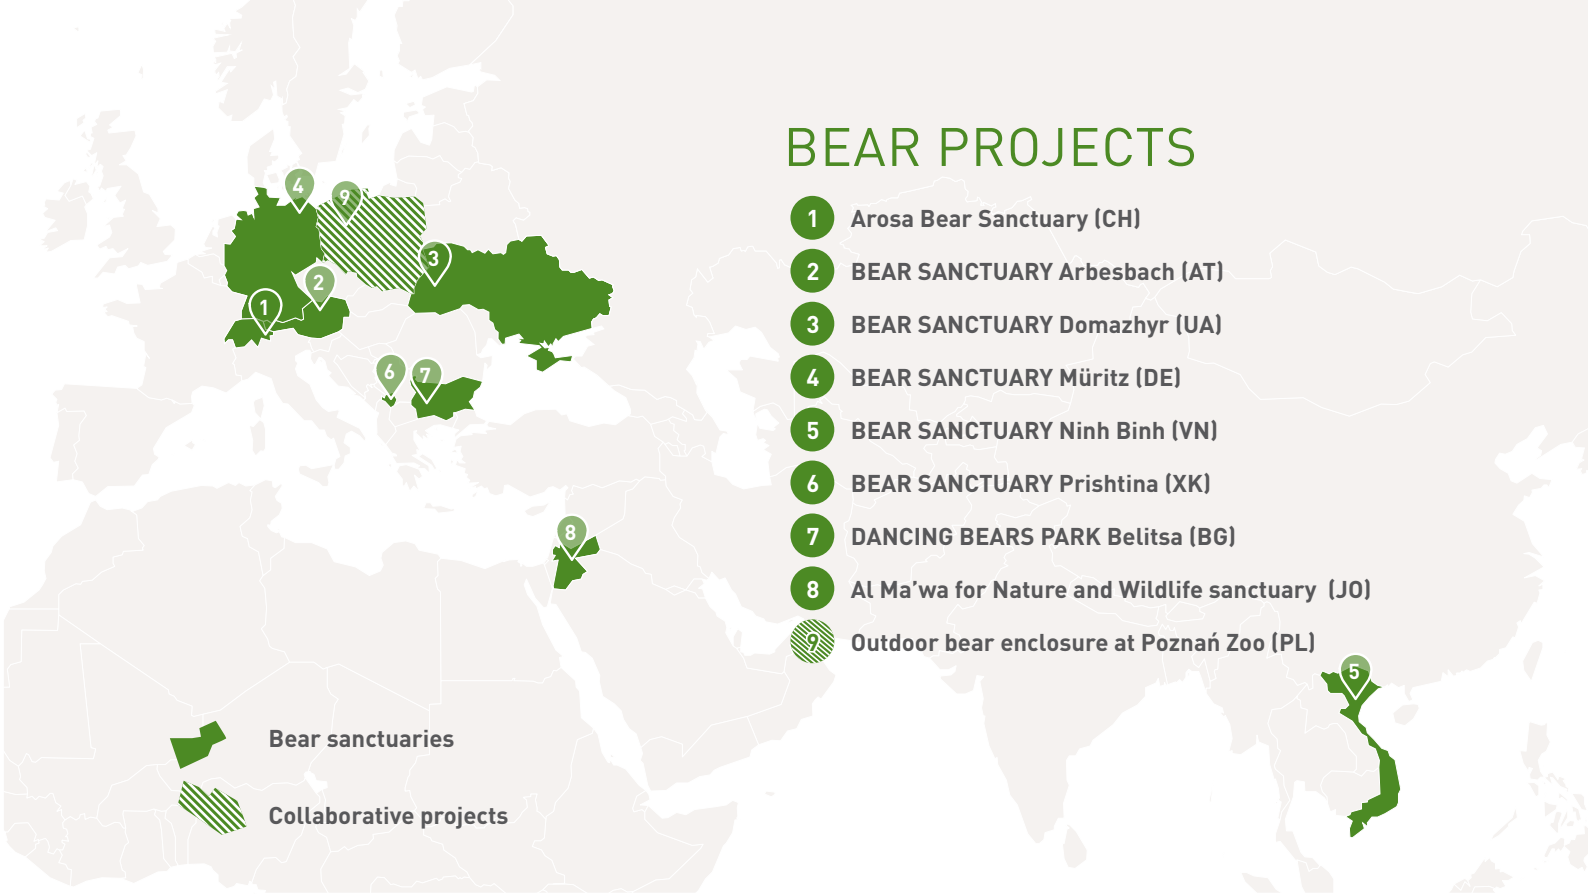 BEAR PROJECTS
1 Arosa Bear Sanctuary (CH)
2 BEAR SANCTUARY Arbesbach (AT)
3 BEAR SANCTUARY Domazhyr (UA)
4 BEAR SANCTUARY Müritz (DE)
5 BEAR SANCTUARY Ninh Binh (VN)
6 BEAR SANCTUARY Prishtina (XK)
7 DANCING BEARS PARK Belitsa (BG)
8 Al Ma’wa for Nature and Wildlife sanctuary (JO)
9 Outdoor bear enclosure at Poznań Zoo (PL)
4
9
3
2
1
6
7
8
5
Bear sanctuaries
Collaborative projects